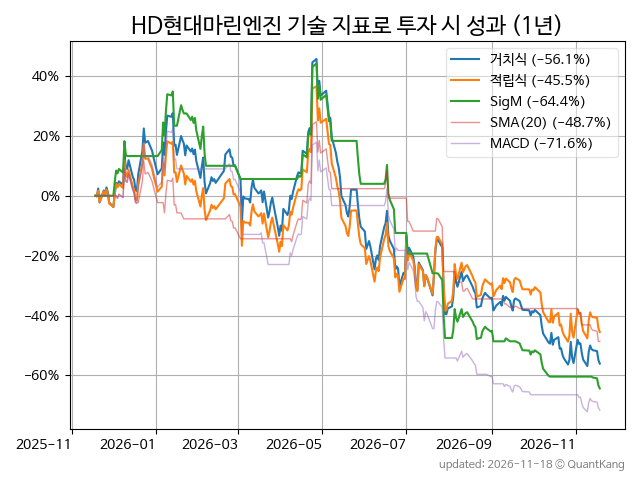 HD현대마린엔진 기술 지표로 투자 시 성과 (1년)
거치식 (−56.1%)
적립식 (−45.5%)
SigM (−64.4%)
SMA(20) (−48.7%)
MACD (−71.6%)
40%
20%
0%
−20%
−40%
−60%
2025-11 2026-01 2026-03 2026-05 2026-07 2026-09 2026-11
updated: 2026-11-18 © QuantKang